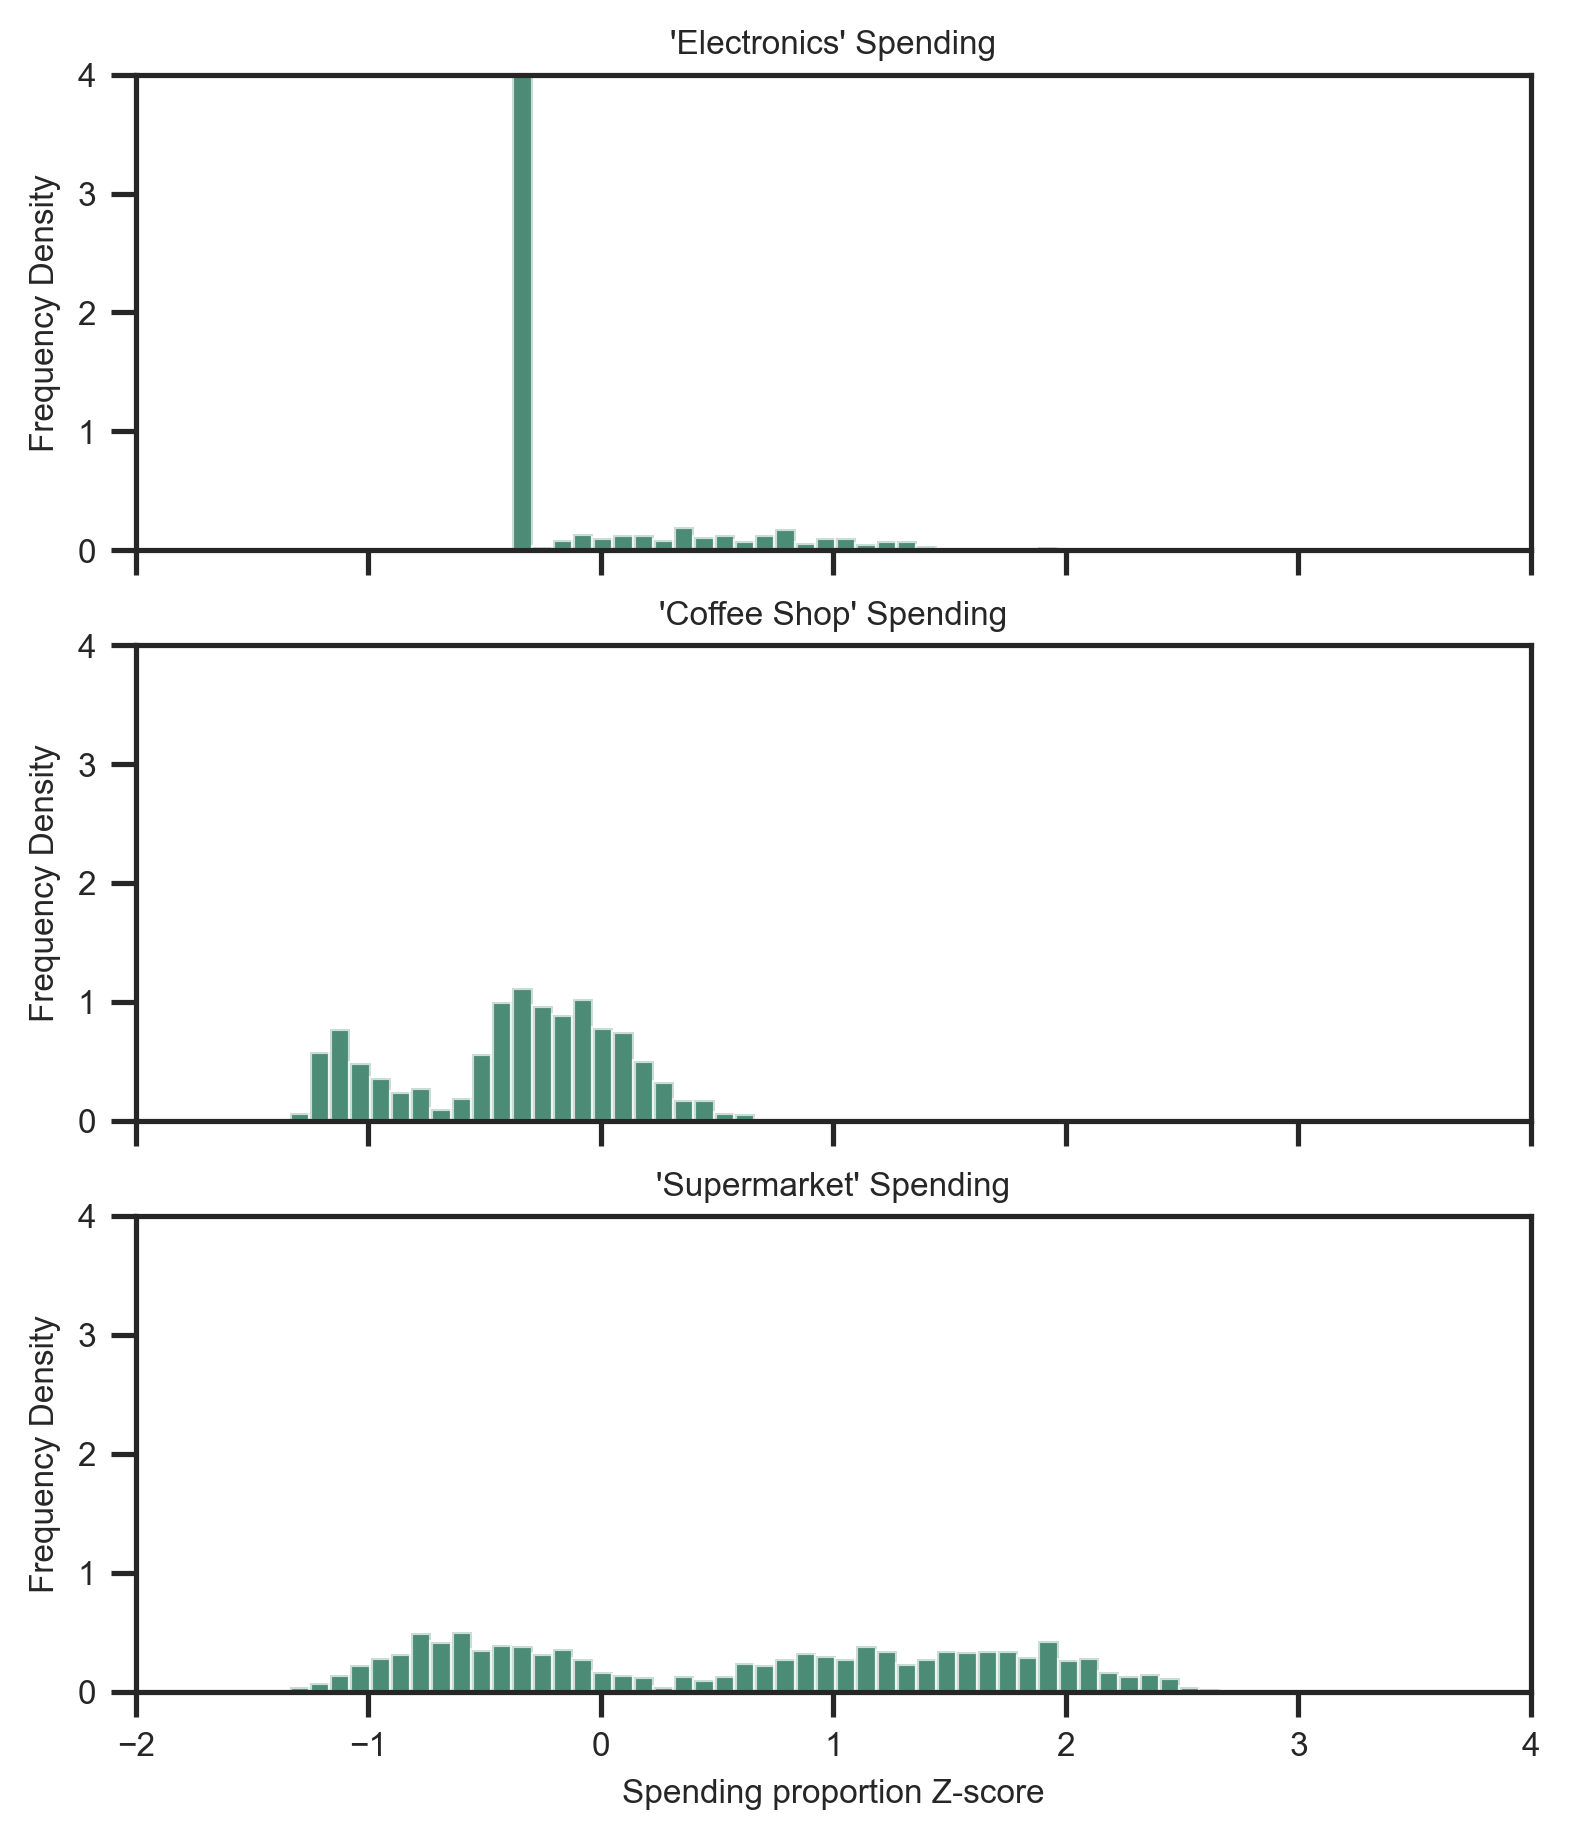 'Electronics' Spending
4
3
2
1
0
Frequency Density
'Coffee Shop' Spending
4
3
2
1
0
Frequency Density
'Supermarket' Spending
4
3
2
1
0
Frequency Density
−2 −1 0 1 2 3 4
Spending proportion Z-score